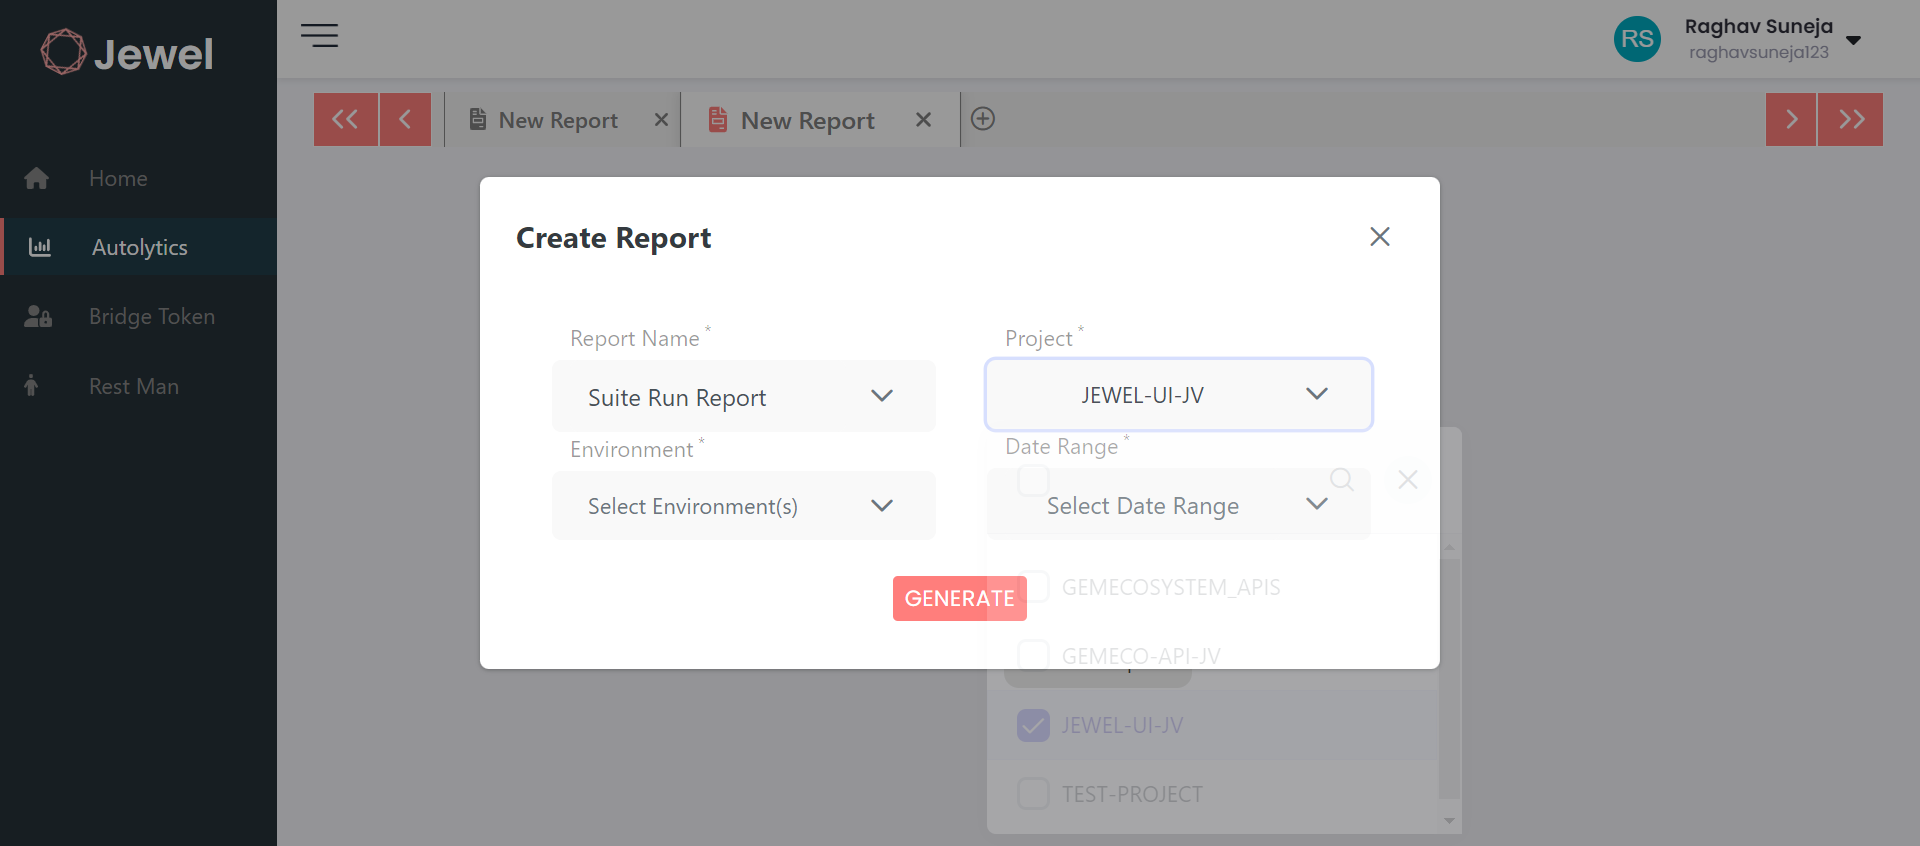 Jewel
RS
Raghav Suneja
raghavsuneja123
New Report
New Report
Home
Autolytics
Bridge Token
Rest Man
Create Report
Report Name *
Project *
Suite Run Report
JEWEL-UI-JV
Environment *
Date Range *
Select Environment(s)
Select Date Range
GENERATE
GEMECOSYSTEM_APIS
GEMECO-API-JV
JEWEL-UI-JV
TEST-PROJECT